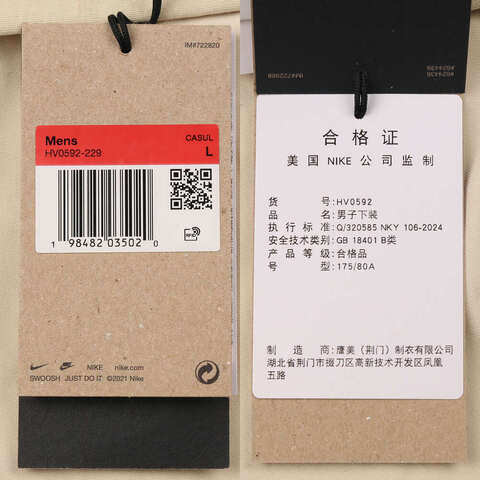 IM#722820
Mens
HV0592-229
CASUL
L
1 98482 03502 0
RFID
NIKE nike.com
SWOOSH JUST DO IT ©2021 Nike
合格证
美国 NIKE 公司监制
货号:HV0592
品名:男子下装
执行标准:Q/320585 NKY 106-2024
安全技术类别:GB 18401 B类
产品等级:合格品
号型:175/80A
制造商:鹰美(荆门)制衣有限公司
湖北省荆门市掇刀区高新技术开发区凤凰
五路